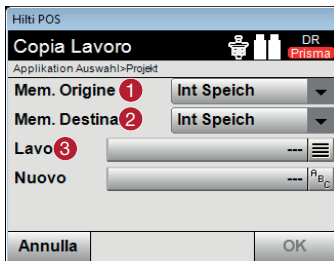 Hilti POS
Copia Lavoro DR
Prisma
Applikation Auswahl>Projekt
Mem. Origine 1 Int Speich
Mem. Destina 2 Int Speich
Lavo 3 ---
Nuovo --- ABC
Annulla OK